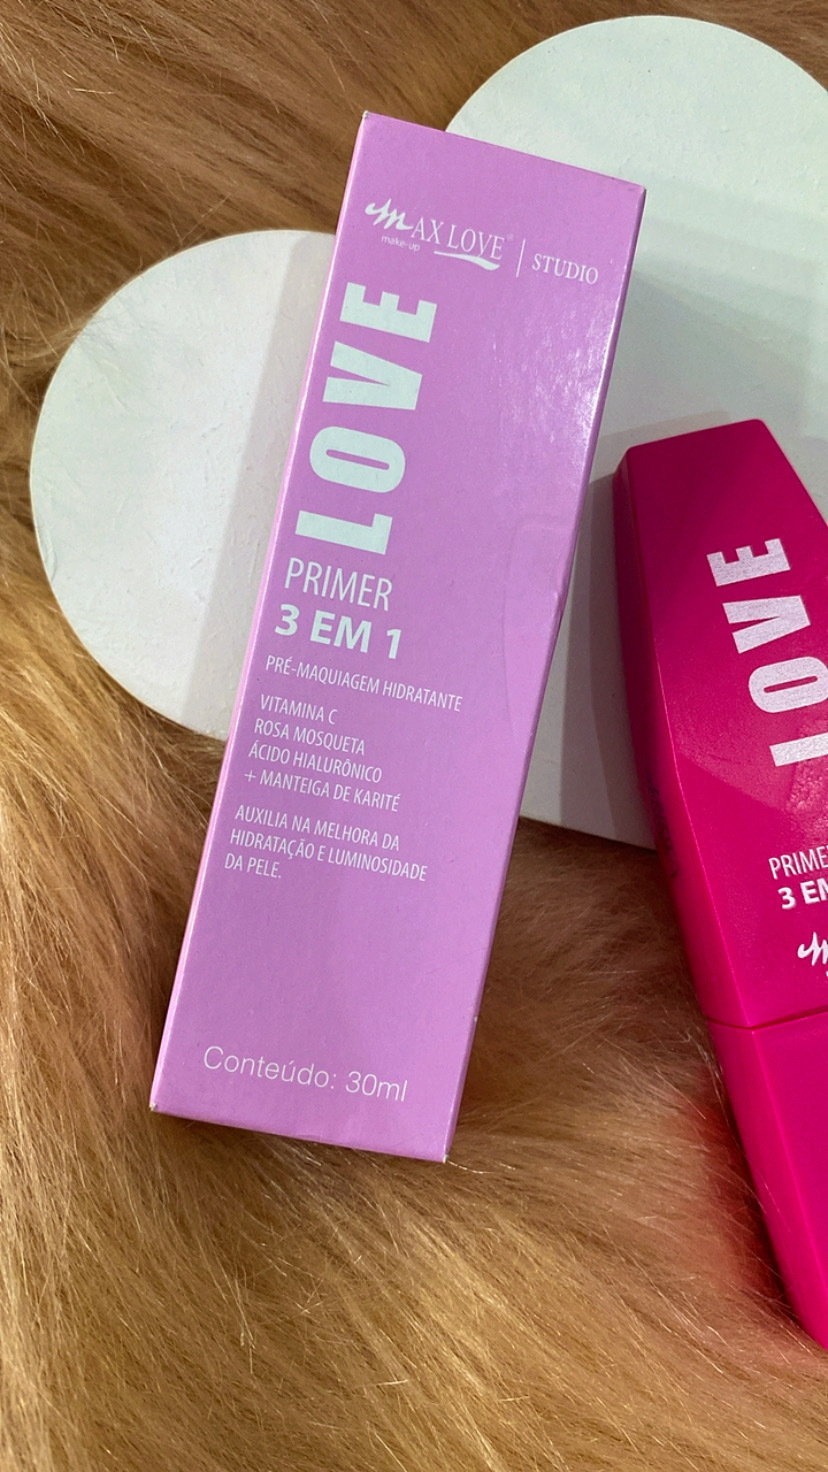 MAX LOVE® | STUDIO
make-up
LOVE
PRIMER
3 EM 1
PRÉ-MAQUIAGEM HIDRATANTE
VITAMINA C
ROSA MOSQUETA
ÁCIDO HIALURÔNICO
+ MANTEIGA DE KARITÉ
AUXILIA NA MELHORA DA
HIDRATAÇÃO E LUMINOSIDADE
DA PELE.
Conteúdo: 30ml
LOVE
PRIME
3 EM